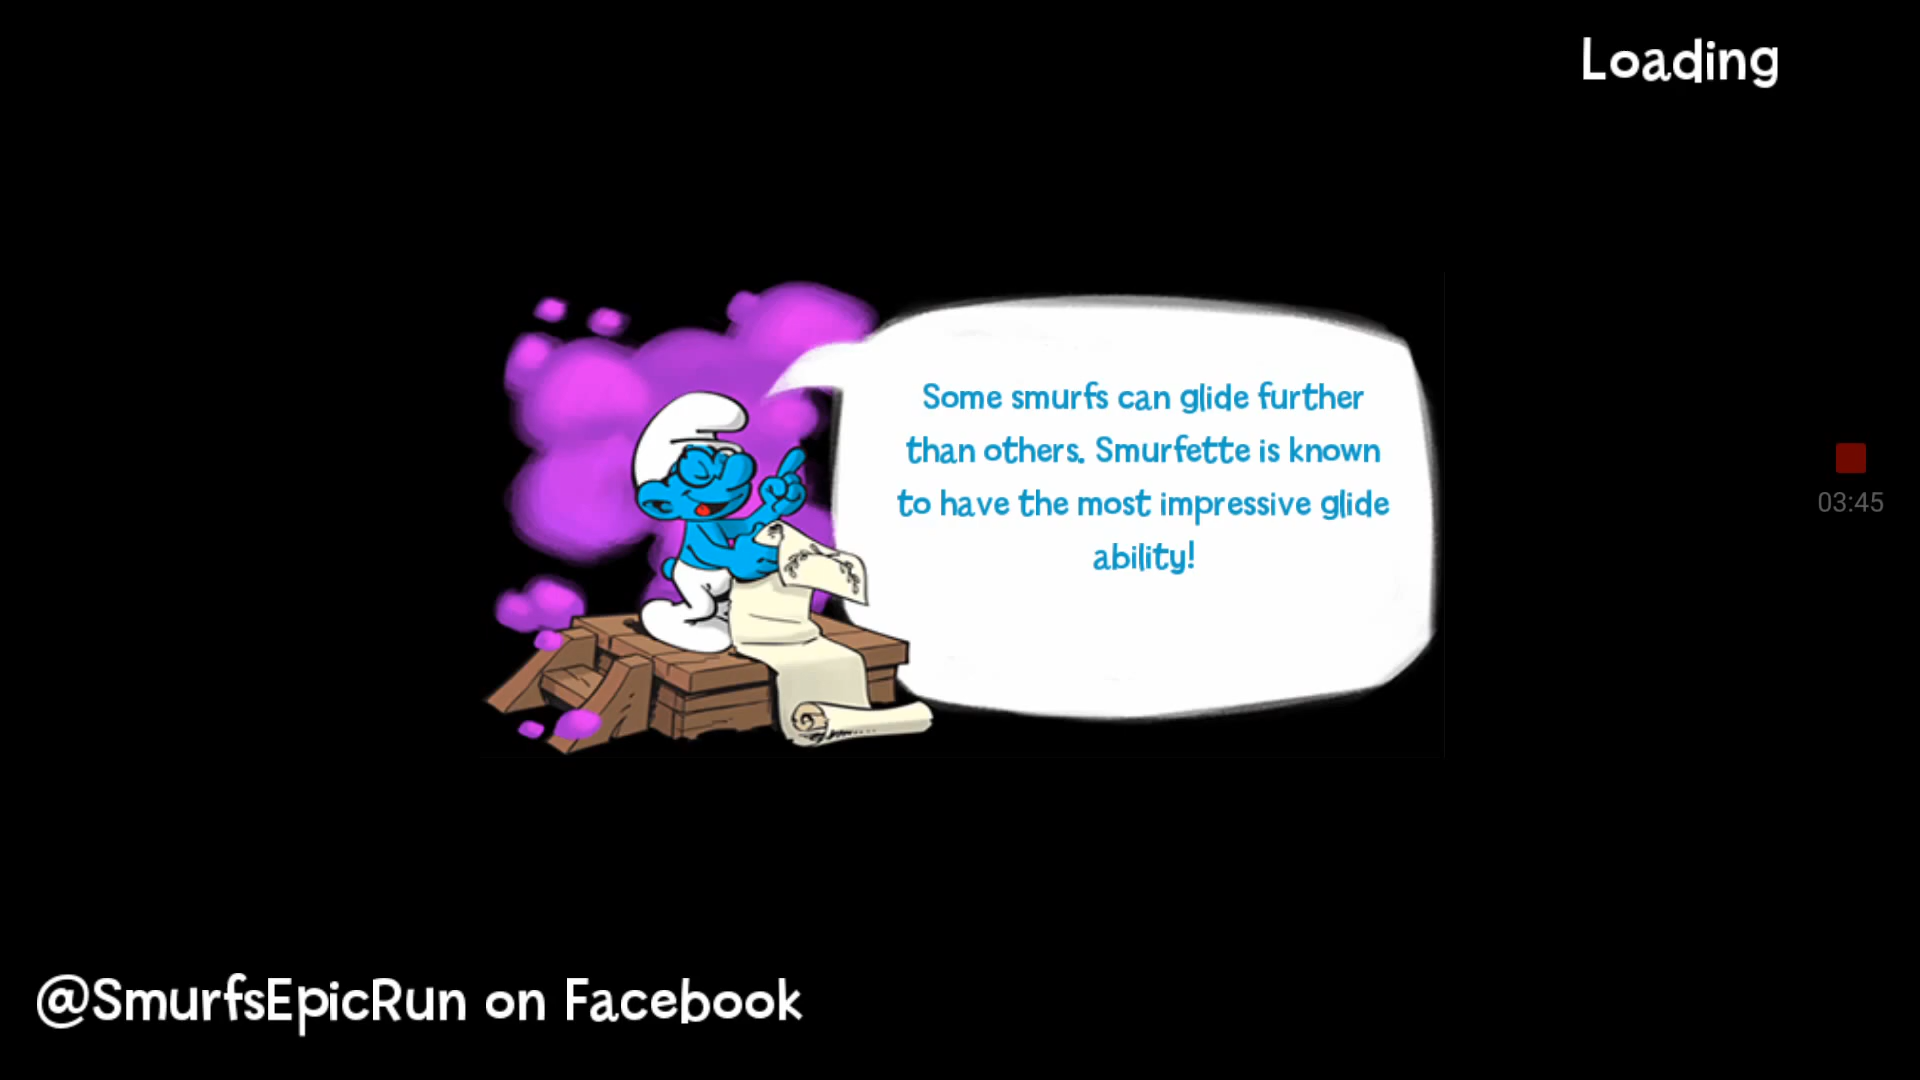 Loading
Some smurfs can glide further
than others. Smurfette is known
to have the most impressive glide
ability!
03:45
@SmurfsEpicRun on Facebook